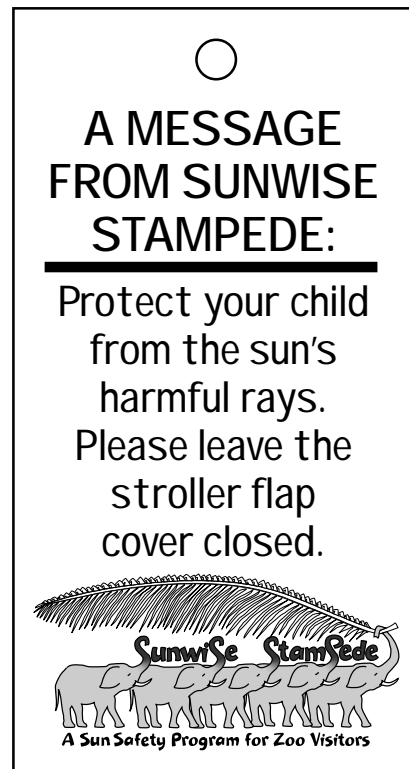 A MESSAGE
FROM SUNWISE
STAMPEDE:
Protect your child
from the sun's
harmful rays.
Please leave the
stroller flap
cover closed.
SunwiSe StamPede
A Sun Safety Program for Zoo Visitors